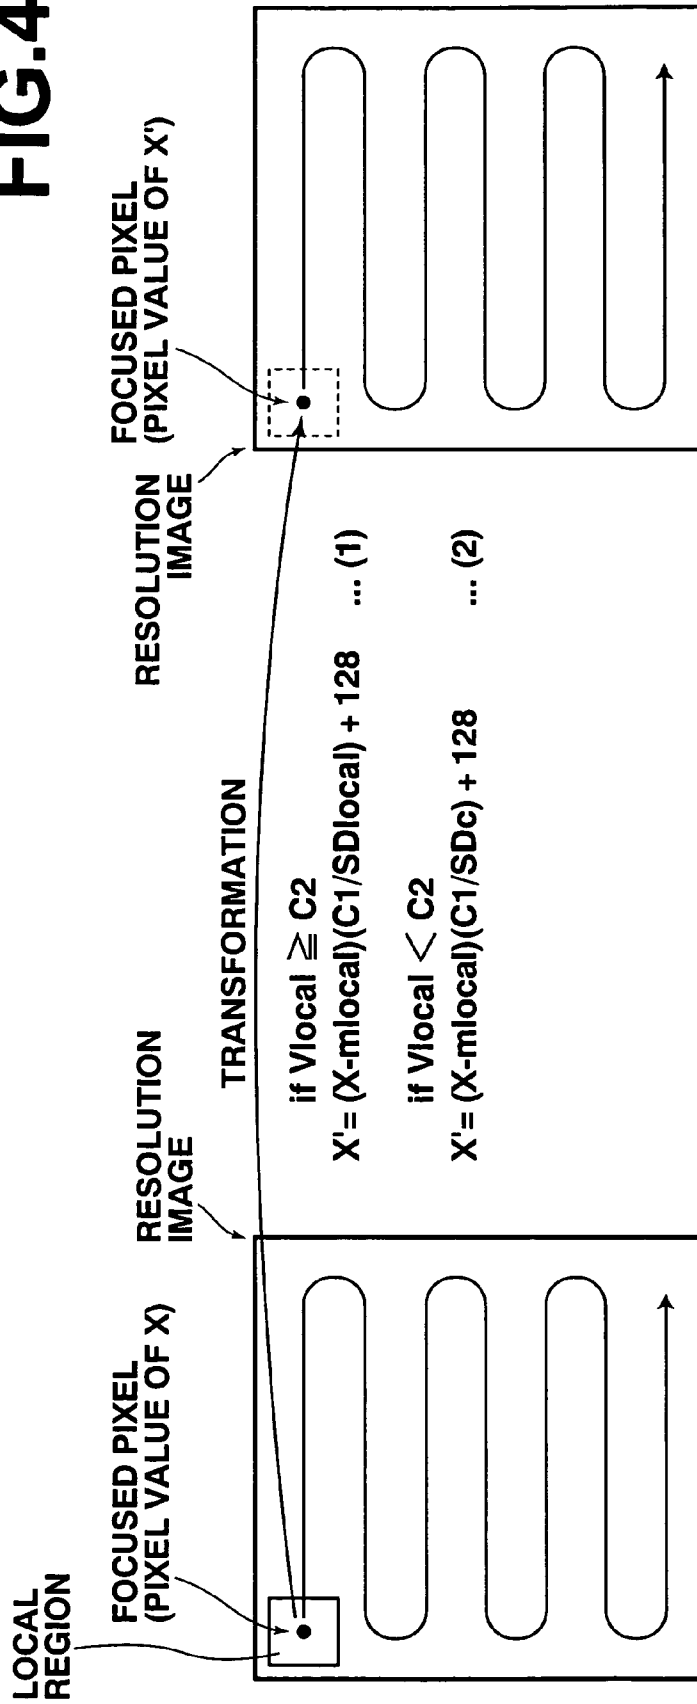 FIG.4
LOCAL
REGION
FOCUSED PIXEL
(PIXEL VALUE OF X)
RESOLUTION
IMAGE
TRANSFORMATION
RESOLUTION
IMAGE
FOCUSED PIXEL
(PIXEL VALUE OF X')
if Vlocal ≧ C2
X'= (X-mlocal)(C1/SDlocal) + 128 ... (1)
if Vlocal < C2
X'= (X-mlocal)(C1/SDc) + 128 ... (2)